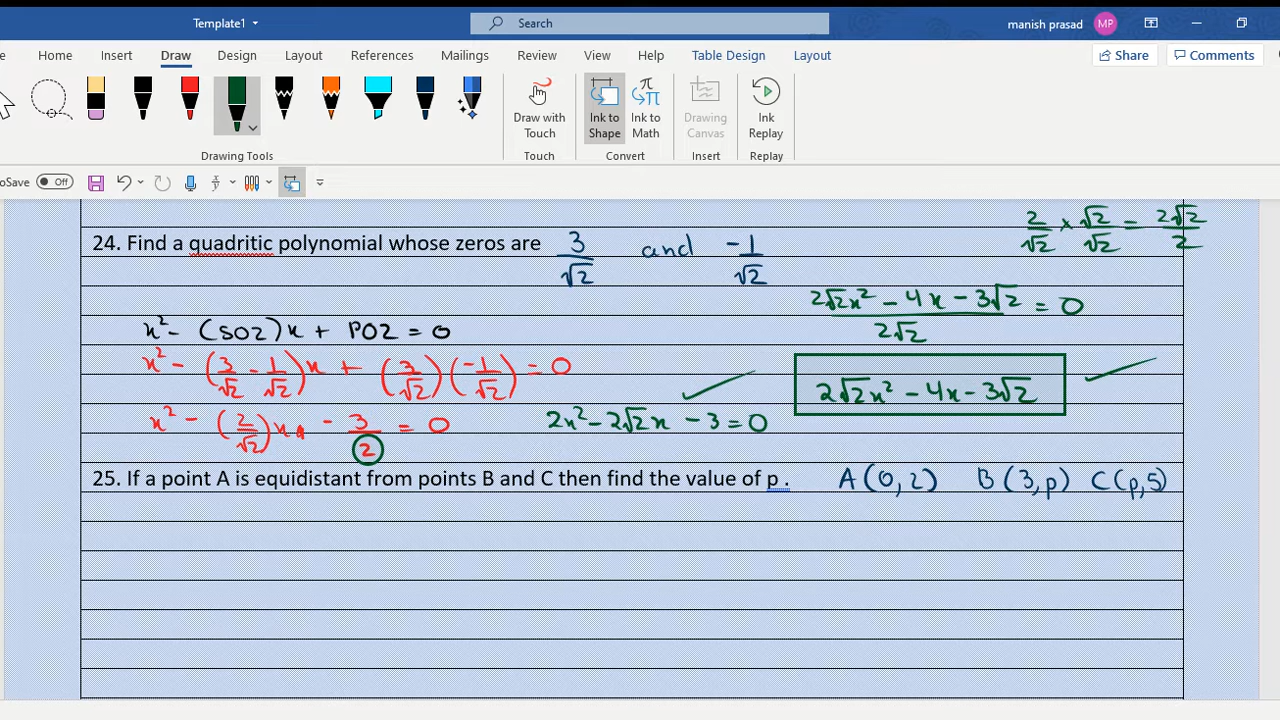 Template1
Search
manish prasad MP
Home Insert Draw Design Layout References Mailings Review View Help Table Design Layout Share Comments
Draw with Touch
Ink to Shape
Ink to Math
Drawing Canvas
Ink Replay
Drawing Tools Touch Convert Insert Replay
oSave Off
2/√2 × √2/√2 = 2√2/2
24. Find a quadritic polynomial whose zeros are 3/√2 and -1/√2
(2√2x² - 4x - 3√2)/2√2 = 0
x² - (SOZ)x + POZ = 0
x² - (3/√2 - 1/√2)x + (3/√2)(-1/√2) = 0
2√2x² - 4x - 3√2
x² - (2/√2)x - 3/2 = 0
2x² - 2√2x - 3 = 0
25. If a point A is equidistant from points B and C then find the value of p . A(0,2) B(3,p) C(p,5)